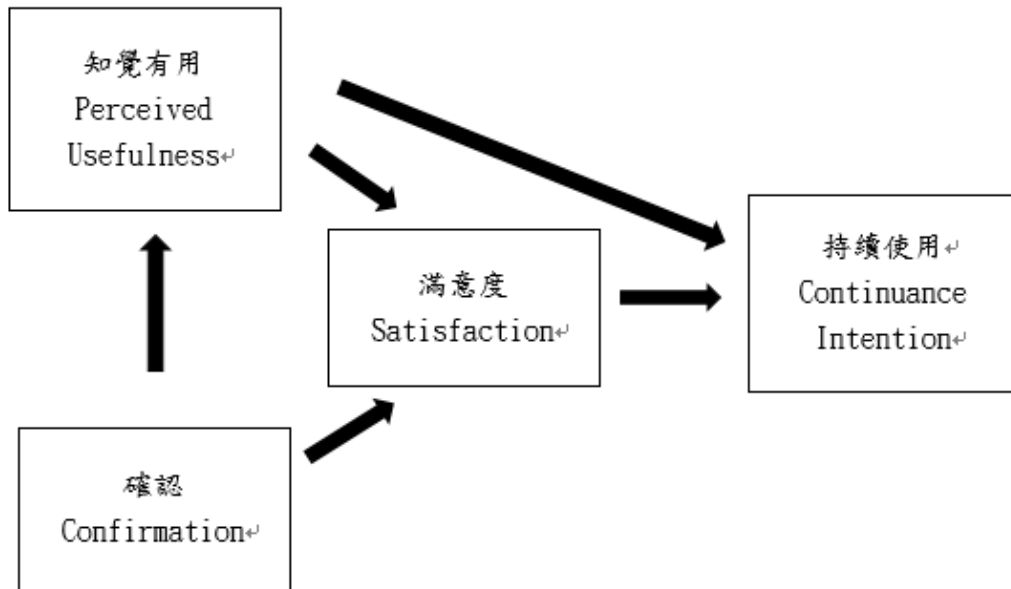 知覺有用
Perceived
Usefulness↵
滿意度
Satisfaction↵
持續使用↵
Continuance
Intention↵
確認
Confirmation↵